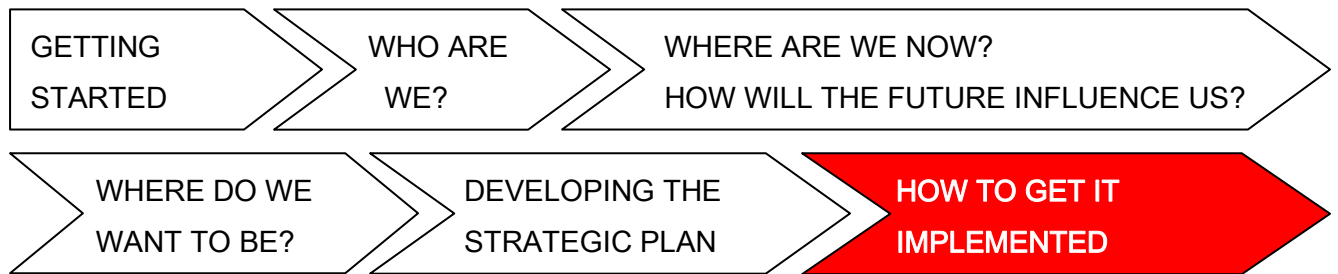 GETTING
STARTED
WHO ARE
WE?
WHERE ARE WE NOW?
HOW WILL THE FUTURE INFLUENCE US?
WHERE DO WE
WANT TO BE?
DEVELOPING THE
STRATEGIC PLAN
HOW TO GET IT
IMPLEMENTED